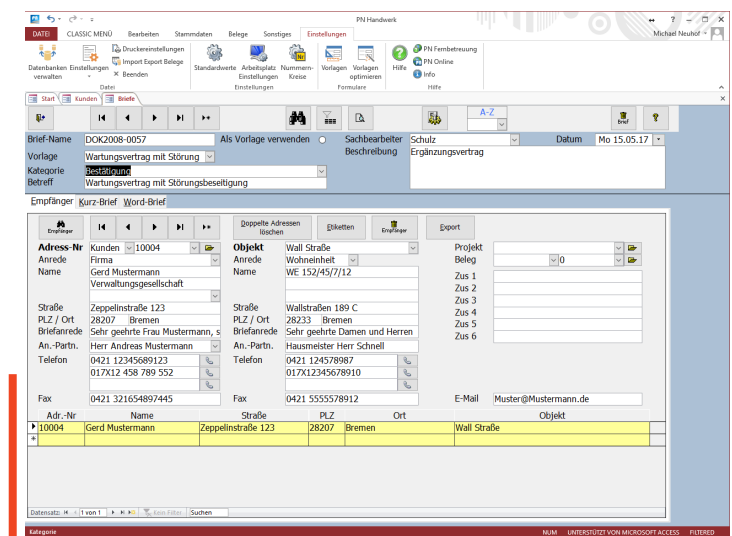 PN Handwerk
DATEI CLASSIC MENÜ Bearbeiten Stammdaten Belege Sonstiges Einstellungen Michael Neuhof
Datenbanken verwalten
Einstellungen
Druckereinstellungen
Import Export Belege
Beenden
Datei
Standardwerte
Arbeitsplatz Einstellungen
Nummern-Kreise
Einstellungen
Vorlagen
Vorlagen optimieren
Formulare
Hilfe
PN Fernbetreuung
PN Online
Info
Hilfe
Start Kunden Briefe
A-Z
Brief
Brief-Name DOK2008-0057 Als Vorlage verwenden Sachbearbeiter Schulz Datum Mo 15.05.17
Vorlage Wartungsvertrag mit Störung Beschreibung Ergänzungsvertrag
Kategorie Bestätigung
Betreff Wartungsvertrag mit Störungsbeseitigung
Empfänger Kurz-Brief Word-Brief
Empfänger Doppelte Adressen löschen Etiketten Empfänger Export
Adress-Nr Kunden 10004 Objekt Wall Straße Projekt
Anrede Firma Anrede Wohneinheit Beleg 0
Name Gerd Mustermann Name WE 152/45/7/12 Zus 1
Verwaltungsgesellschaft Zus 2
Zus 3
Straße Zeppelinstraße 123 Straße Wallstraßen 189 C Zus 4
PLZ / Ort 28207 Bremen 28233 Bremen Zus 5
Briefanrede Sehr geehrte Frau Mustermann, s Briefanrede Sehr geehrte Damen und Herren Zus 6
An.-Partn. Herr Andreas Mustermann An.-Partn. Hausmeister Herr Schnell
Telefon 0421 12345689123 Telefon 0421 124578987
017X12 458 789 552 017X12345678910
Fax 0421 321654897445 Fax 0421 5555578912 E-Mail Muster@Mustermann.de
Adr.-Nr Name Straße PLZ Ort Objekt
10004 Gerd Mustermann Zeppelinstraße 123 28207 Bremen Wall Straße
Datensatz: 1 von 1 Kein Filter Suchen
Kategorie NUM UNTERSTÜTZT VON MICROSOFT ACCESS FILTERED